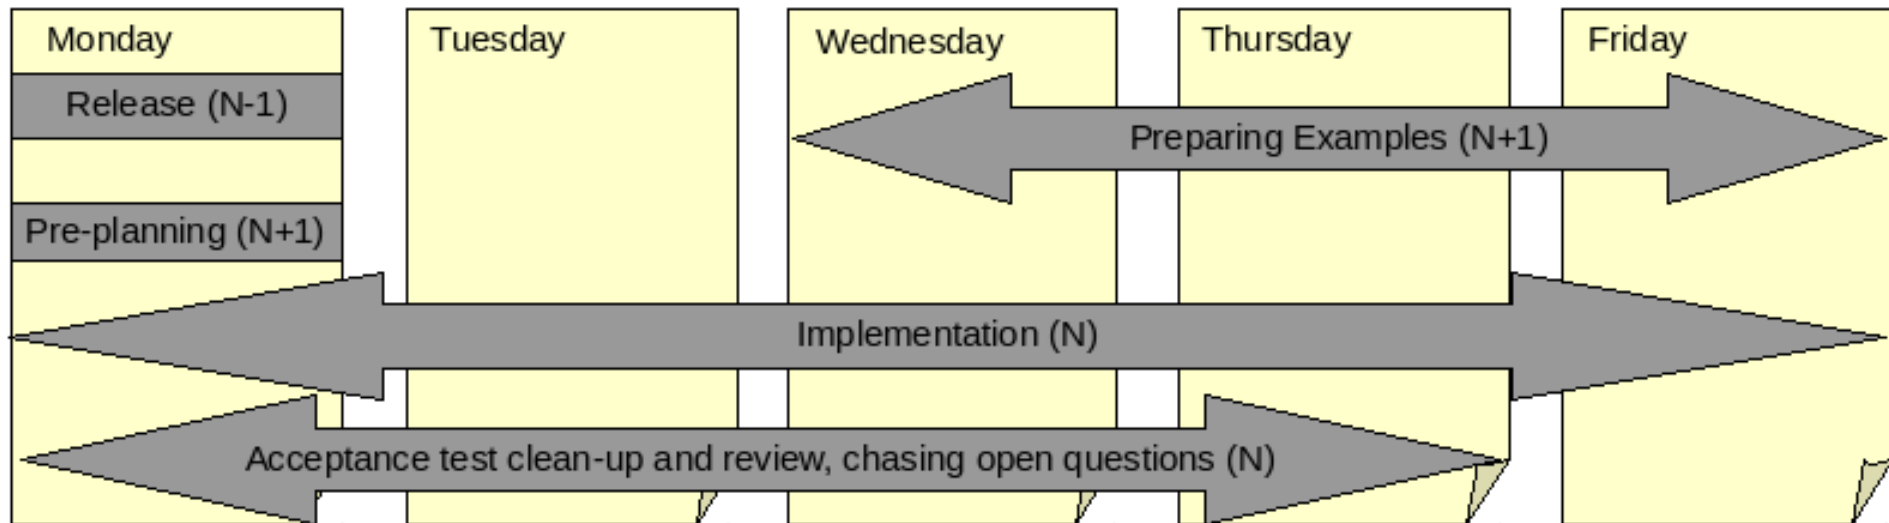 Monday
Tuesday
Wednesday
Thursday
Friday
Release (N-1)
Preparing Examples (N+1)
Pre-planning (N+1)
Implementation (N)
Acceptance test clean-up and review, chasing open questions (N)